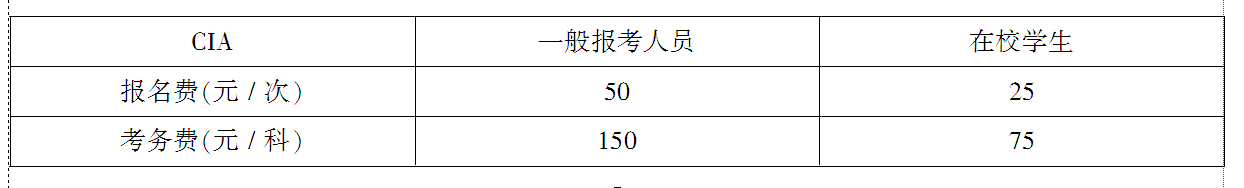 CIA 一般报考人员 在校学生
报名费(元 / 次) 50 25
考务费(元 / 科) 150 75